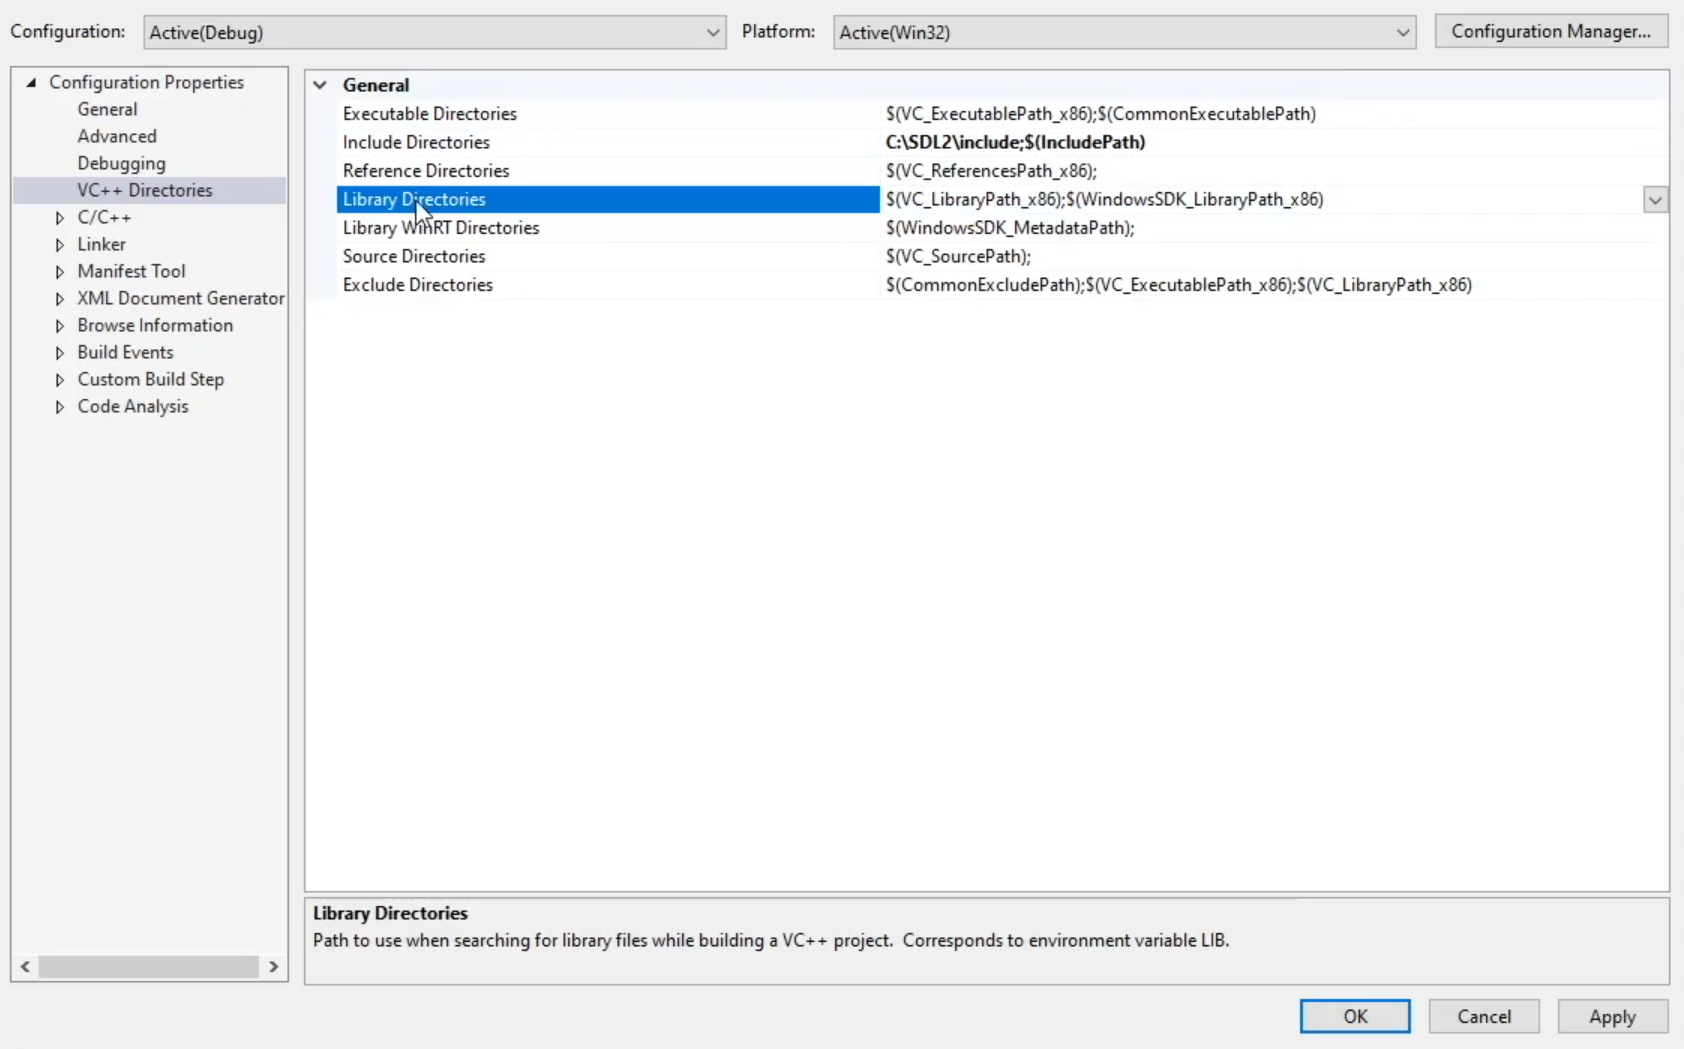 Configuration: Active(Debug) Platform: Active(Win32) Configuration Manager...
Configuration Properties
General
Advanced
Debugging
VC++ Directories
C/C++
Linker
Manifest Tool
XML Document Generator
Browse Information
Build Events
Custom Build Step
Code Analysis
General
Executable Directories $(VC_ExecutablePath_x86);$(CommonExecutablePath)
Include Directories C:\SDL2\include;$(IncludePath)
Reference Directories $(VC_ReferencesPath_x86);
Library Directories $(VC_LibraryPath_x86);$(WindowsSDK_LibraryPath_x86)
Library WinRT Directories $(WindowsSDK_MetadataPath);
Source Directories $(VC_SourcePath);
Exclude Directories $(CommonExcludePath);$(VC_ExecutablePath_x86);$(VC_LibraryPath_x86)
Library Directories
Path to use when searching for library files while building a VC++ project. Corresponds to environment variable LIB.
OK Cancel Apply